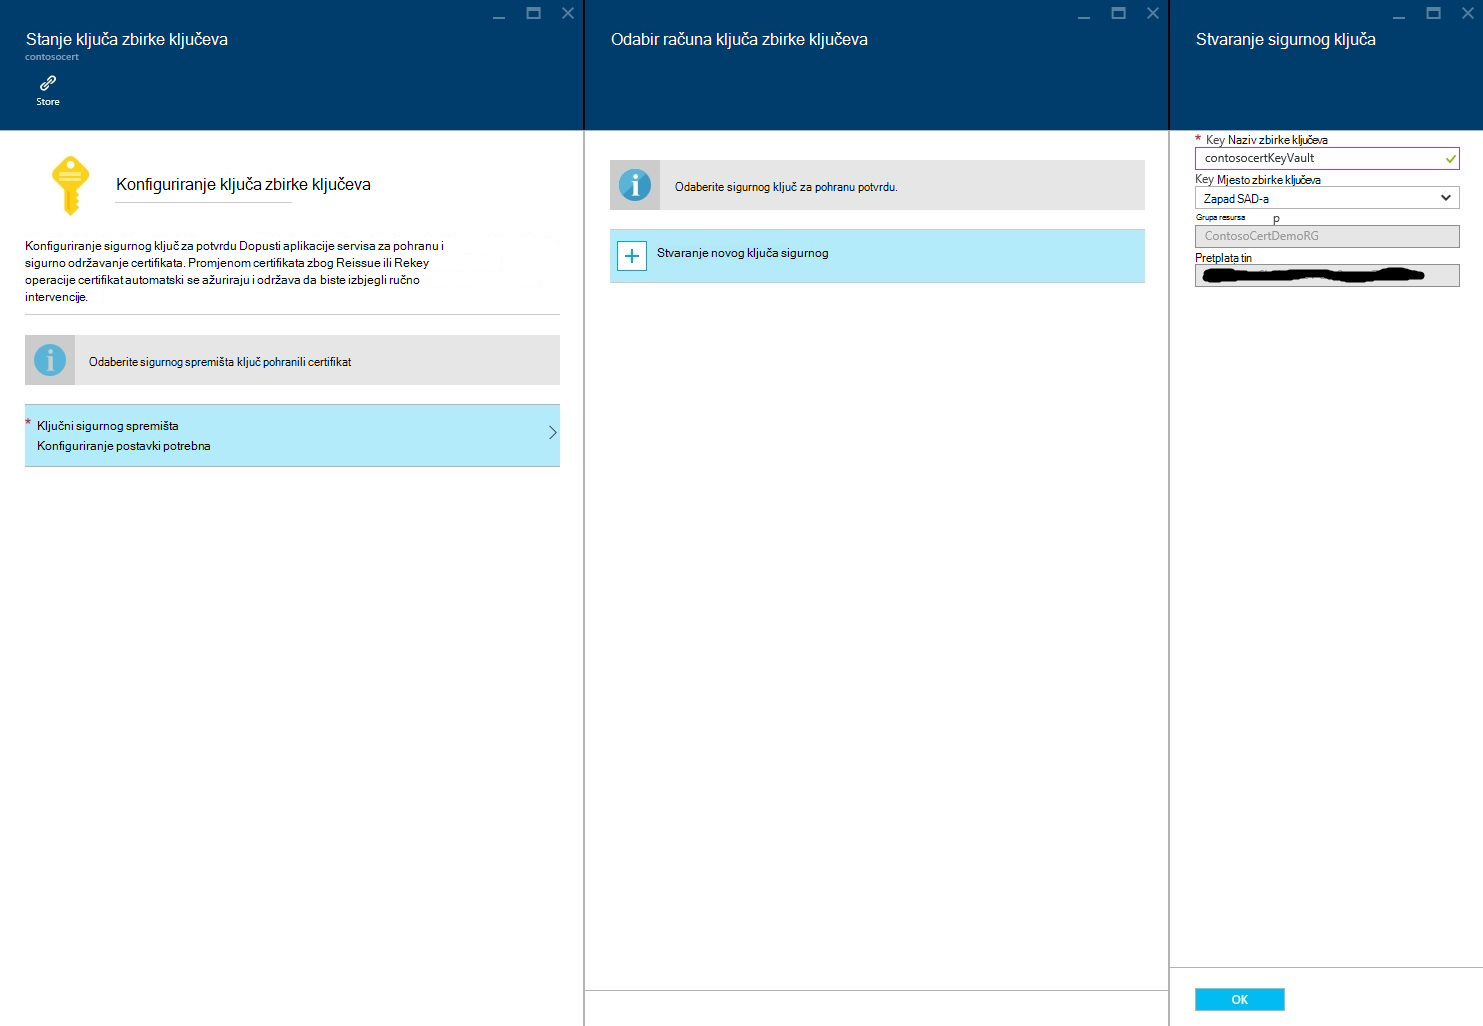 Stanje ključa zbirke ključeva
contosocert
Store
Konfiguriranje ključa zbirke ključeva
Konfiguriranje sigurnog ključ za potvrdu Dopusti aplikacije servisa za pohranu i
sigurno održavanje certifikata. Promjenom certifikata zbog Reissue ili Rekey
operacije certifikat automatski se ažuriraju i održava da biste izbjegli ručno
intervencije.
Odaberite sigurnog spremišta ključ pohranili certifikat
* Ključni sigurnog spremišta
Konfiguriranje postavki potrebna
Odabir računa ključa zbirke ključeva
Odaberite sigurnog ključ za pohranu potvrdu.
Stvaranje novog ključa sigurnog
Stvaranje sigurnog ključa
* Key Naziv zbirke ključeva
contosocertKeyVault
Key Mjesto zbirke ključeva
Zapad SAD-a
Grupa resursa p
ContosoCertDemoRG
Pretplata tin
OK